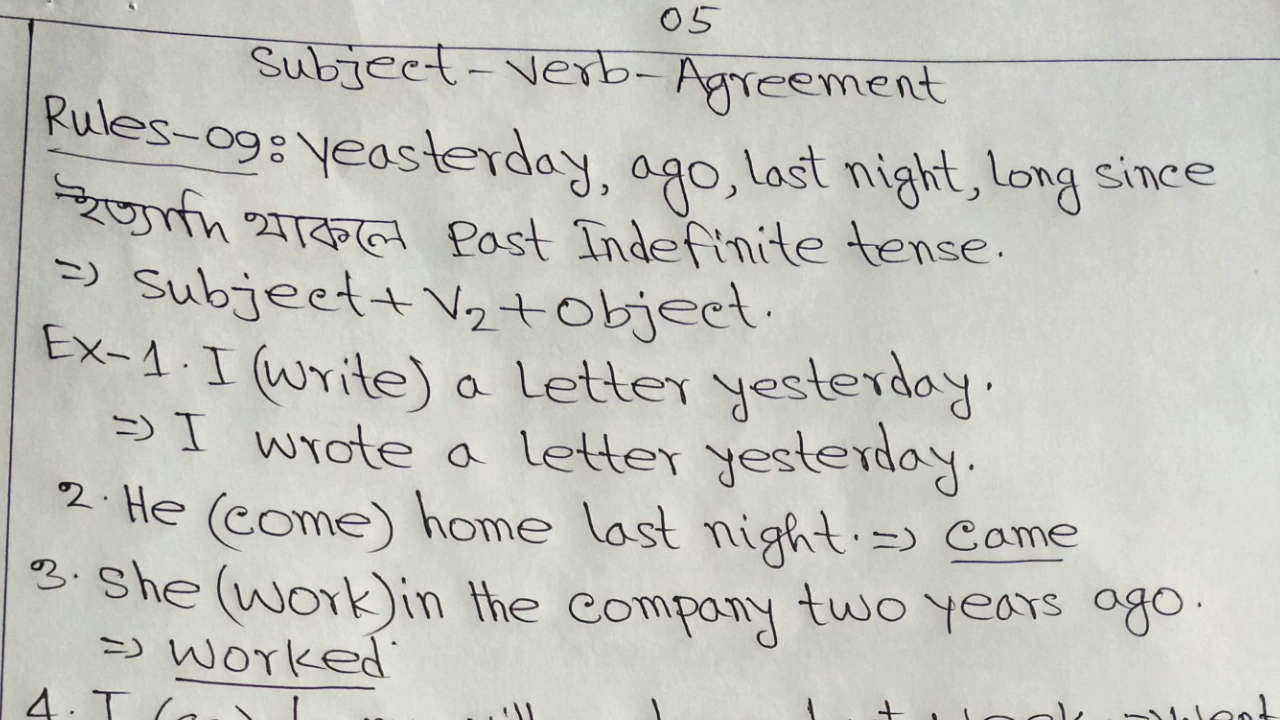 05
Subject-Verb-Agreement
Rules-09: Yeasterday, ago, last night, long since
ইত্যাদি থাকলে Past Indefinite tense.
=> Subject + V2 + Object.
Ex-1. I (write) a letter yesterday.
=> I wrote a letter yesterday.
2. He (come) home last night. => came
3. She (work) in the company two years ago.
=> worked
4. I